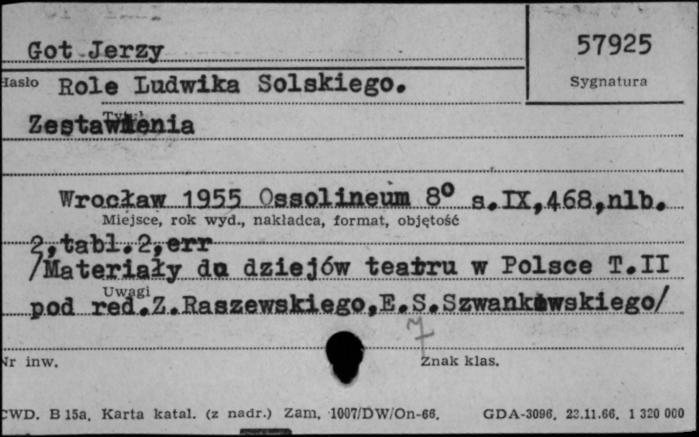 Got Jerzy
57925
Hasło
Sygnatura
Role Ludwika Solskiego.
Tytuł
Zestawienia
Wrocław 1955 Ossolineum 8° s.IX,468,nlb.
Miejsce, rok wyd., nakładca, format, objętość
2,tabl.2,err
/Materiały do dziejów teatru w Polsce T.II
Uwagi
pod red.Z.Raszewskiego,E.S.Szwankowskiego/
Nr inw.
Znak klas.
CWD. B 15a. Karta katal. (z nadr.) Zam. 1007/DW/On-66. GDA-3096. 23.11.66. 1 320 000